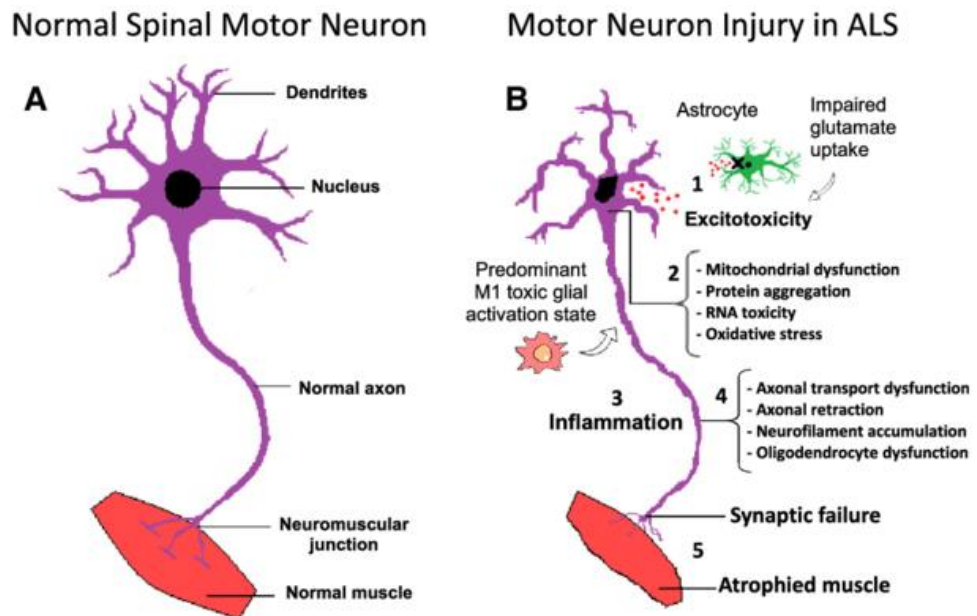 Normal Spinal Motor Neuron
A
Dendrites
Nucleus
Normal axon
Neuromuscular
junction
Normal muscle
Motor Neuron Injury in ALS
B
Astrocyte
Impaired
glutamate
uptake
1
Excitotoxicity
2
- Mitochondrial dysfunction
- Protein aggregation
- RNA toxicity
- Oxidative stress
Predominant
M1 toxic glial
activation state
3
Inflammation
4
- Axonal transport dysfunction
- Axonal retraction
- Neurofilament accumulation
- Oligodendrocyte dysfunction
Synaptic failure
5
Atrophied muscle